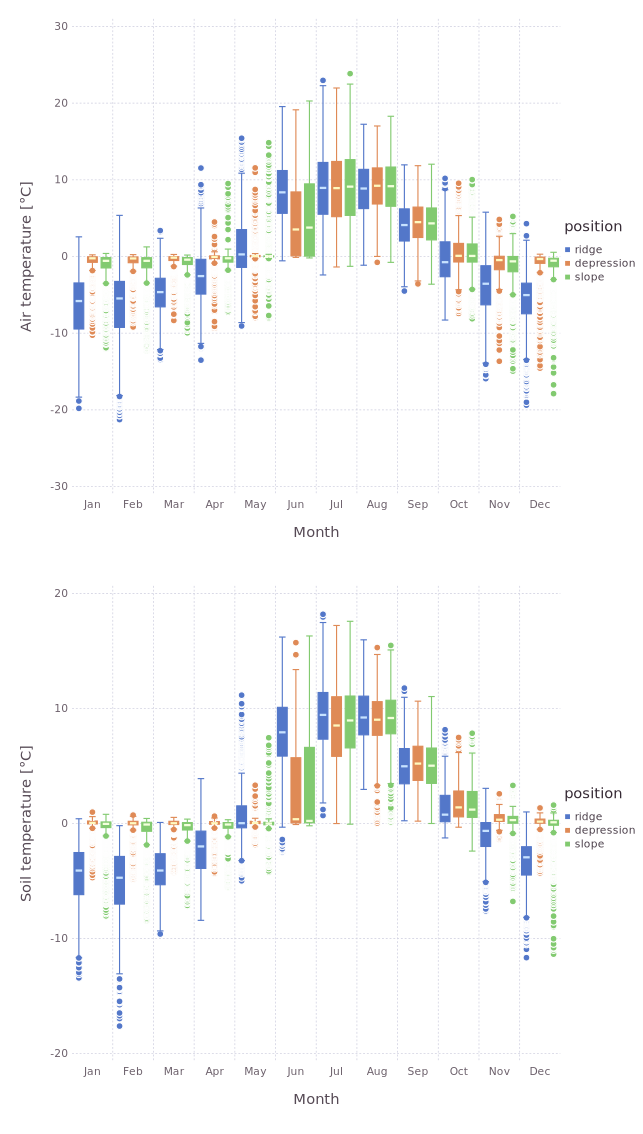 30
20
10
0
-10
-20
-30
Air temperature [°C]
Jan Feb Mar Apr May Jun Jul Aug Sep Oct Nov Dec
Month
position
ridge
depression
slope
20
10
0
-10
-20
Soil temperature [°C]
Jan Feb Mar Apr May Jun Jul Aug Sep Oct Nov Dec
Month
position
ridge
depression
slope